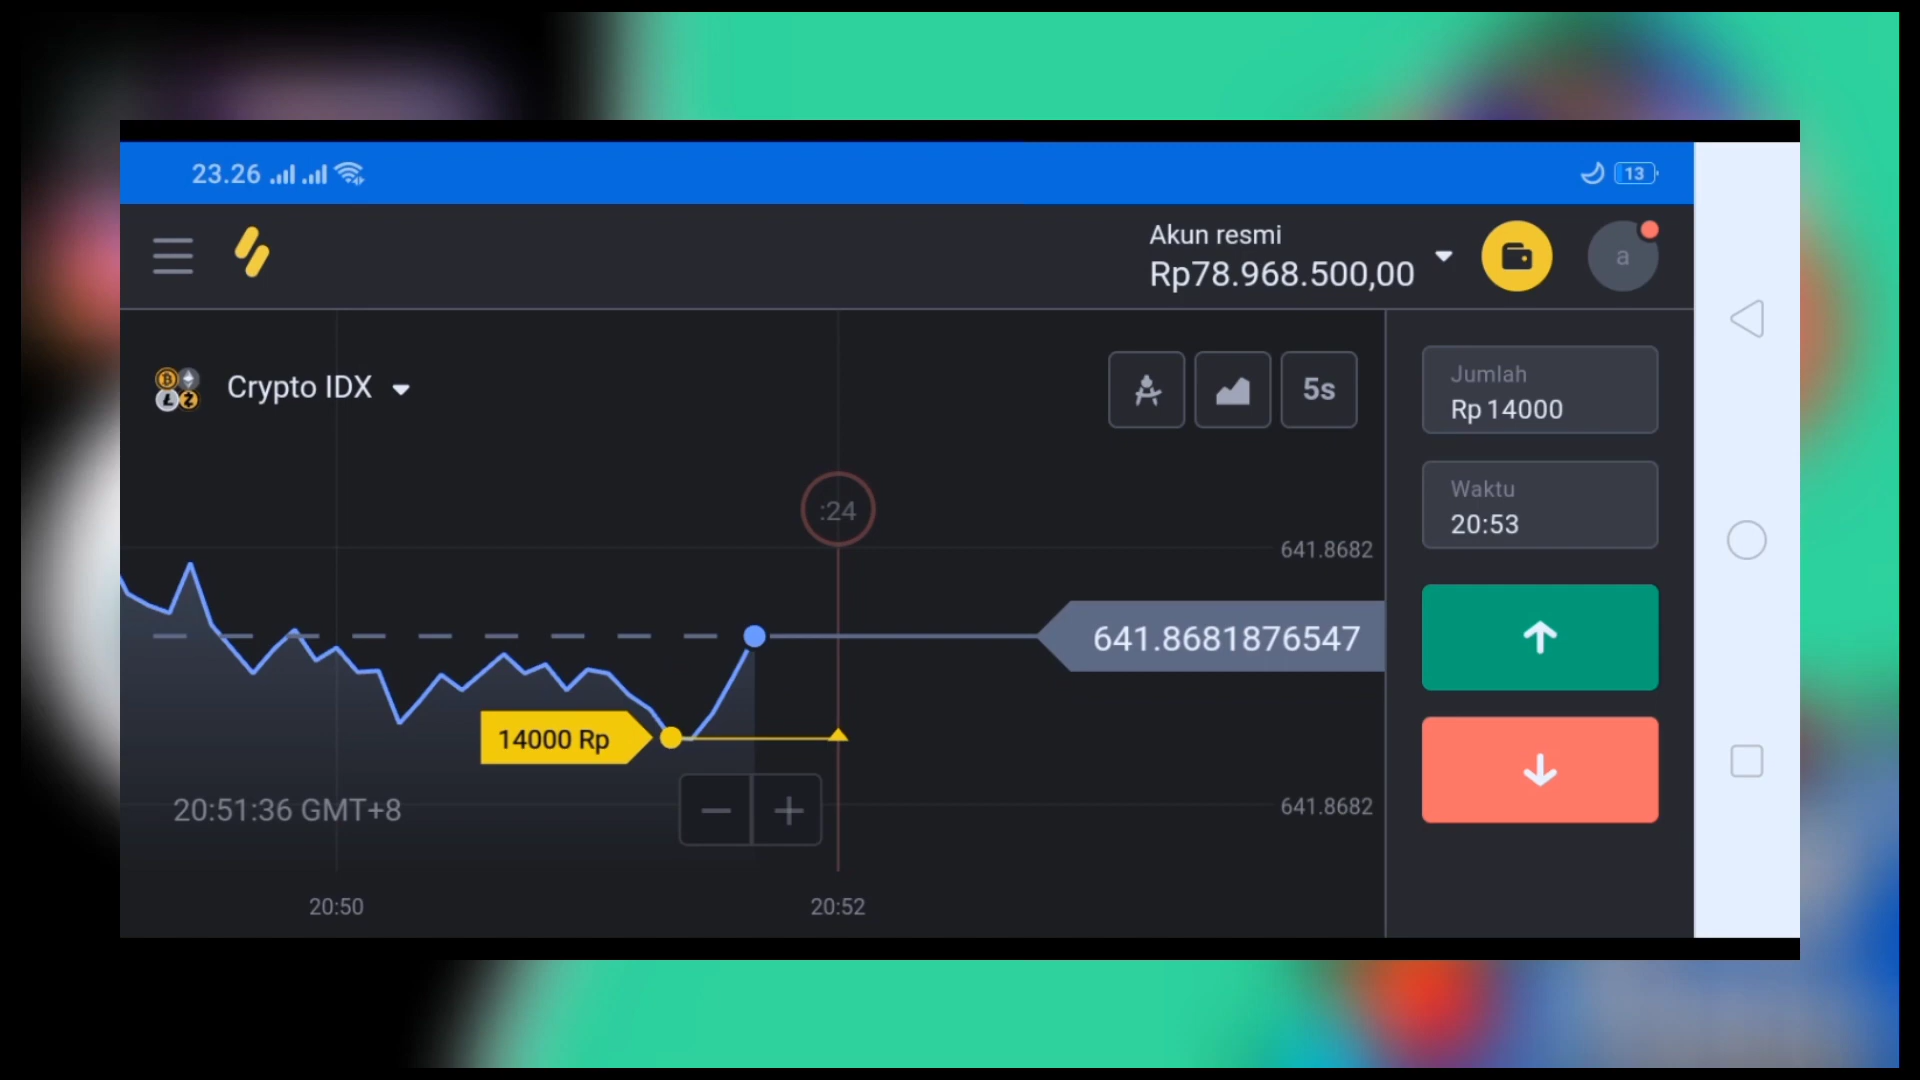 23.26
13
Akun resmi
Rp78.968.500,00
a
Crypto IDX
5s
Jumlah
Rp 14000
:24
Waktu
20:53
641.8682
641.8681876547
14000 Rp
20:51:36 GMT+8
641.8682
20:50
20:52